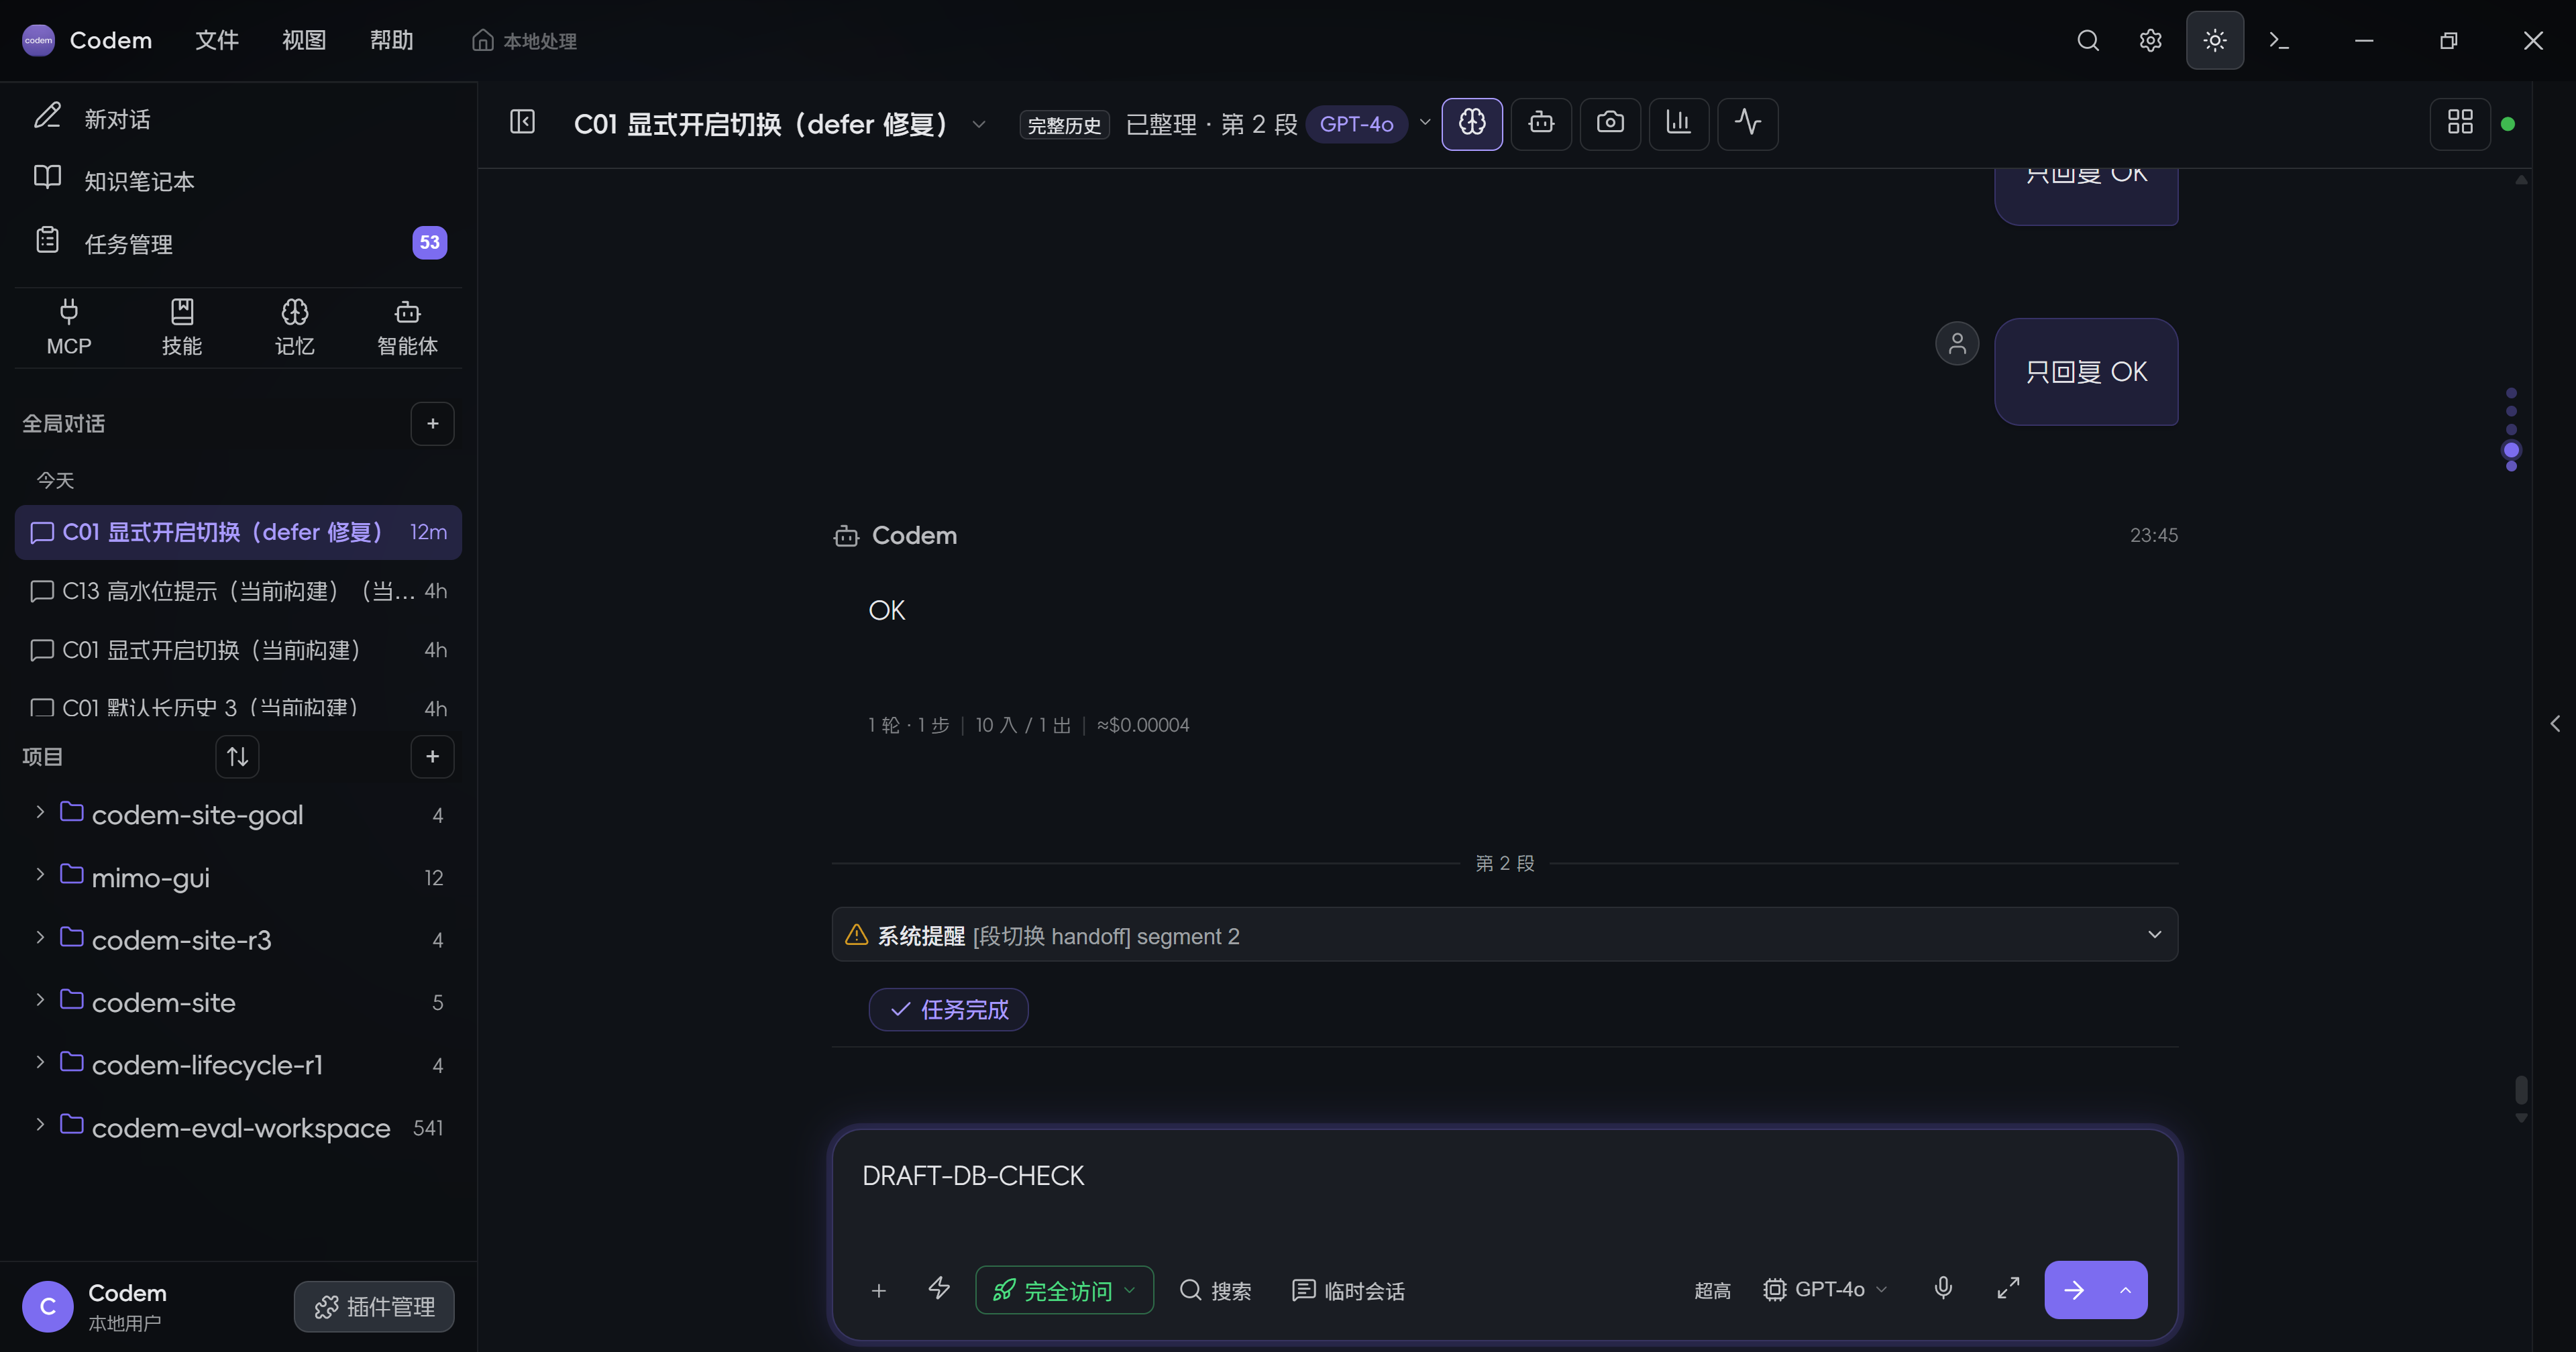 codem Codem 文件 视图 帮助 本地处理
新对话
知识笔记本
任务管理 53
MCP 技能 记忆 智能体
全局对话 +
今天
C01 显式开启切换（defer 修复） 12m
C13 高水位提示（当前构建）（当... 4h
C01 显式开启切换（当前构建） 4h
C01 默认长历史 3（当前构建） 4h
项目 +
codem-site-goal 4
mimo-gui 12
codem-site-r3 4
codem-site 5
codem-lifecycle-r1 4
codem-eval-workspace 541
C Codem
本地用户
插件管理
C01 显式开启切换（defer 修复） 完整历史 已整理 · 第 2 段 GPT-4o
只回复 OK
只回复 OK
Codem 23:45
OK
1 轮 · 1 步 | 10 入 / 1 出 | ≈$0.00004
第 2 段
系统提醒 [段切换 handoff] segment 2
任务完成
DRAFT-DB-CHECK
+ 完全访问 搜索 临时会话 超高 GPT-4o